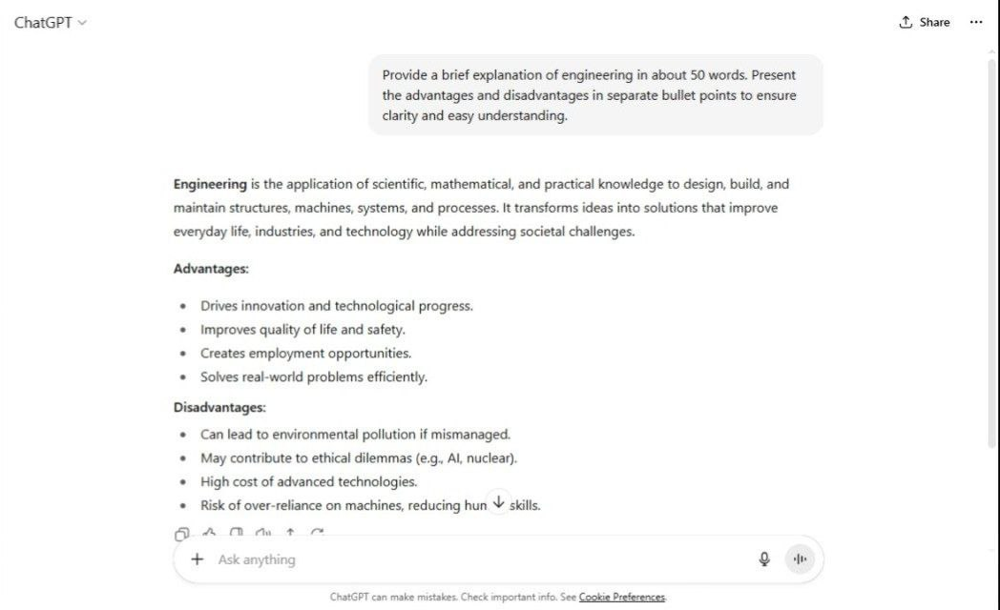 ChatGPT
Share
Provide a brief explanation of engineering in about 50 words. Present
the advantages and disadvantages in separate bullet points to ensure
clarity and easy understanding.
Engineering is the application of scientific, mathematical, and practical knowledge to design, build, and
maintain structures, machines, systems, and processes. It transforms ideas into solutions that improve
everyday life, industries, and technology while addressing societal challenges.
Advantages:
• Drives innovation and technological progress.
• Improves quality of life and safety.
• Creates employment opportunities.
• Solves real-world problems efficiently.
Disadvantages:
• Can lead to environmental pollution if mismanaged.
• May contribute to ethical dilemmas (e.g., AI, nuclear).
• High cost of advanced technologies.
• Risk of over-reliance on machines, reducing skills.
Ask anything
ChatGPT can make mistakes. Check important info. See Cookie Preferences.